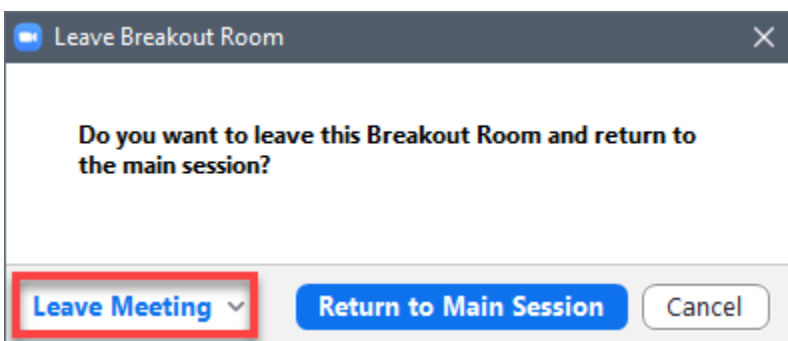 Leave Breakout Room
Do you want to leave this Breakout Room and return to
the main session?
Leave Meeting
Return to Main Session
Cancel